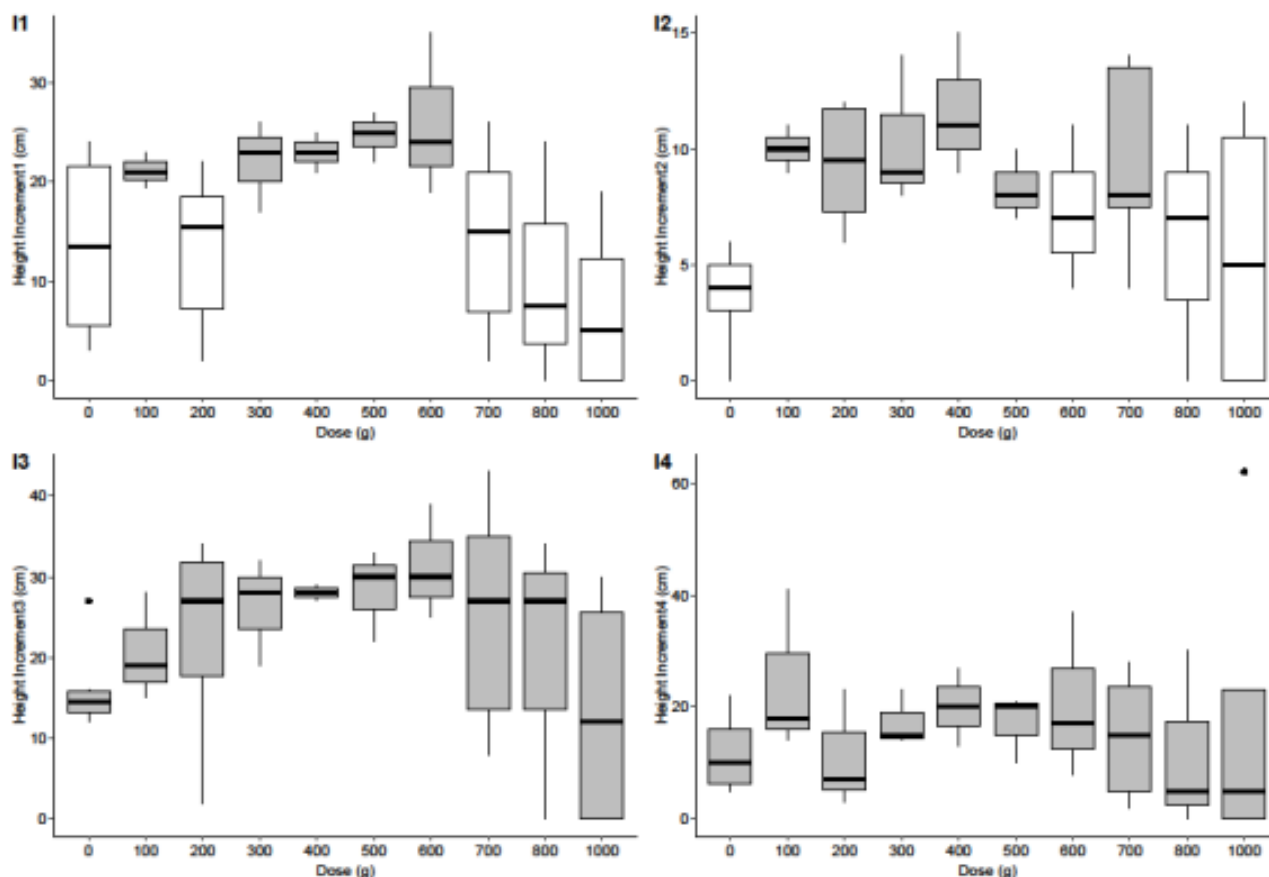 I1
Height Increment1 (cm)
30
20
10
0
0 100 200 300 400 500 600 700 800 1000
Dose (g)
I2
Height Increment2 (cm)
15
10
5
0
0 100 200 300 400 500 600 700 800 1000
Dose (g)
I3
Height Increment3 (cm)
40
30
20
10
0
0 100 200 300 400 500 600 700 800 1000
Dose (g)
I4
Height Increment4 (cm)
60
40
20
0
0 100 200 300 400 500 600 700 800 1000
Dose (g)